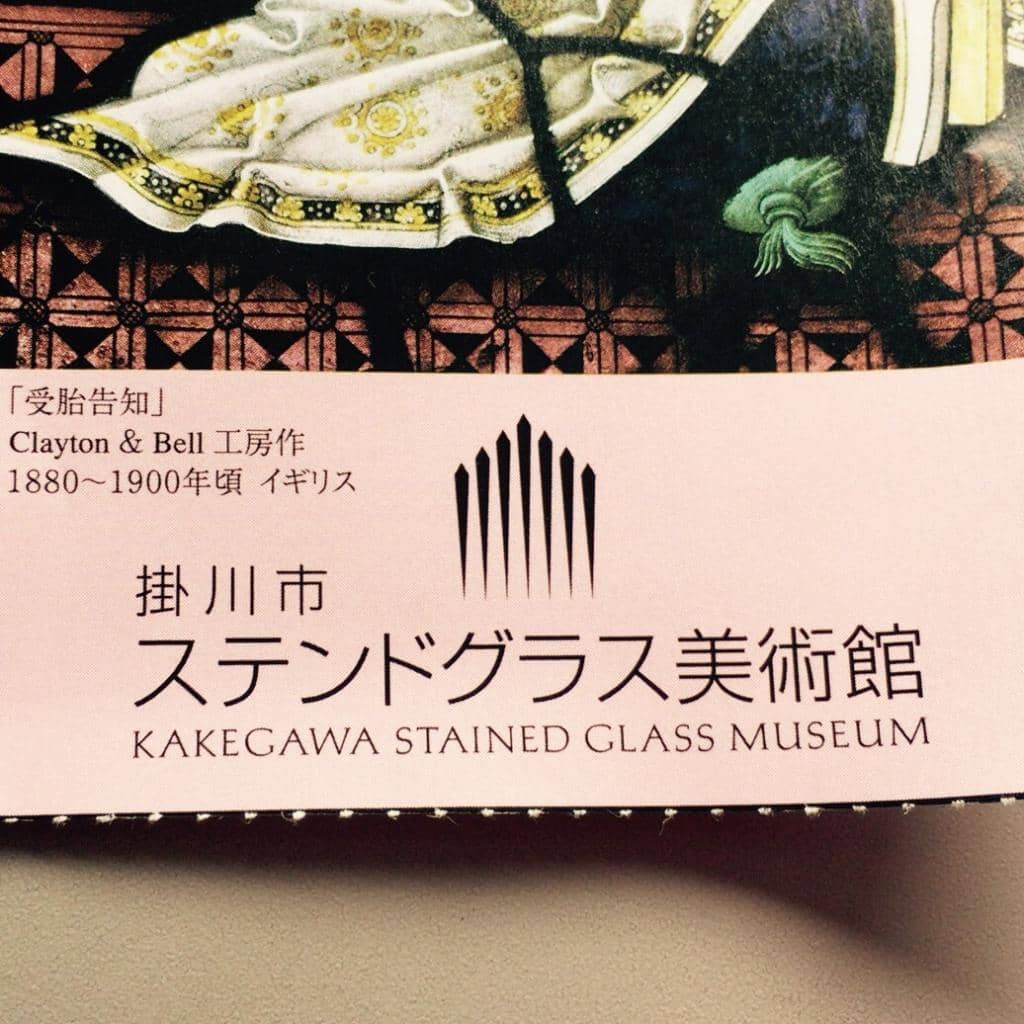 「受胎告知」
Clayton & Bell 工房作
1880～1900年頃 イギリス
掛川市
ステンドグラス美術館
KAKEGAWA STAINED GLASS MUSEUM